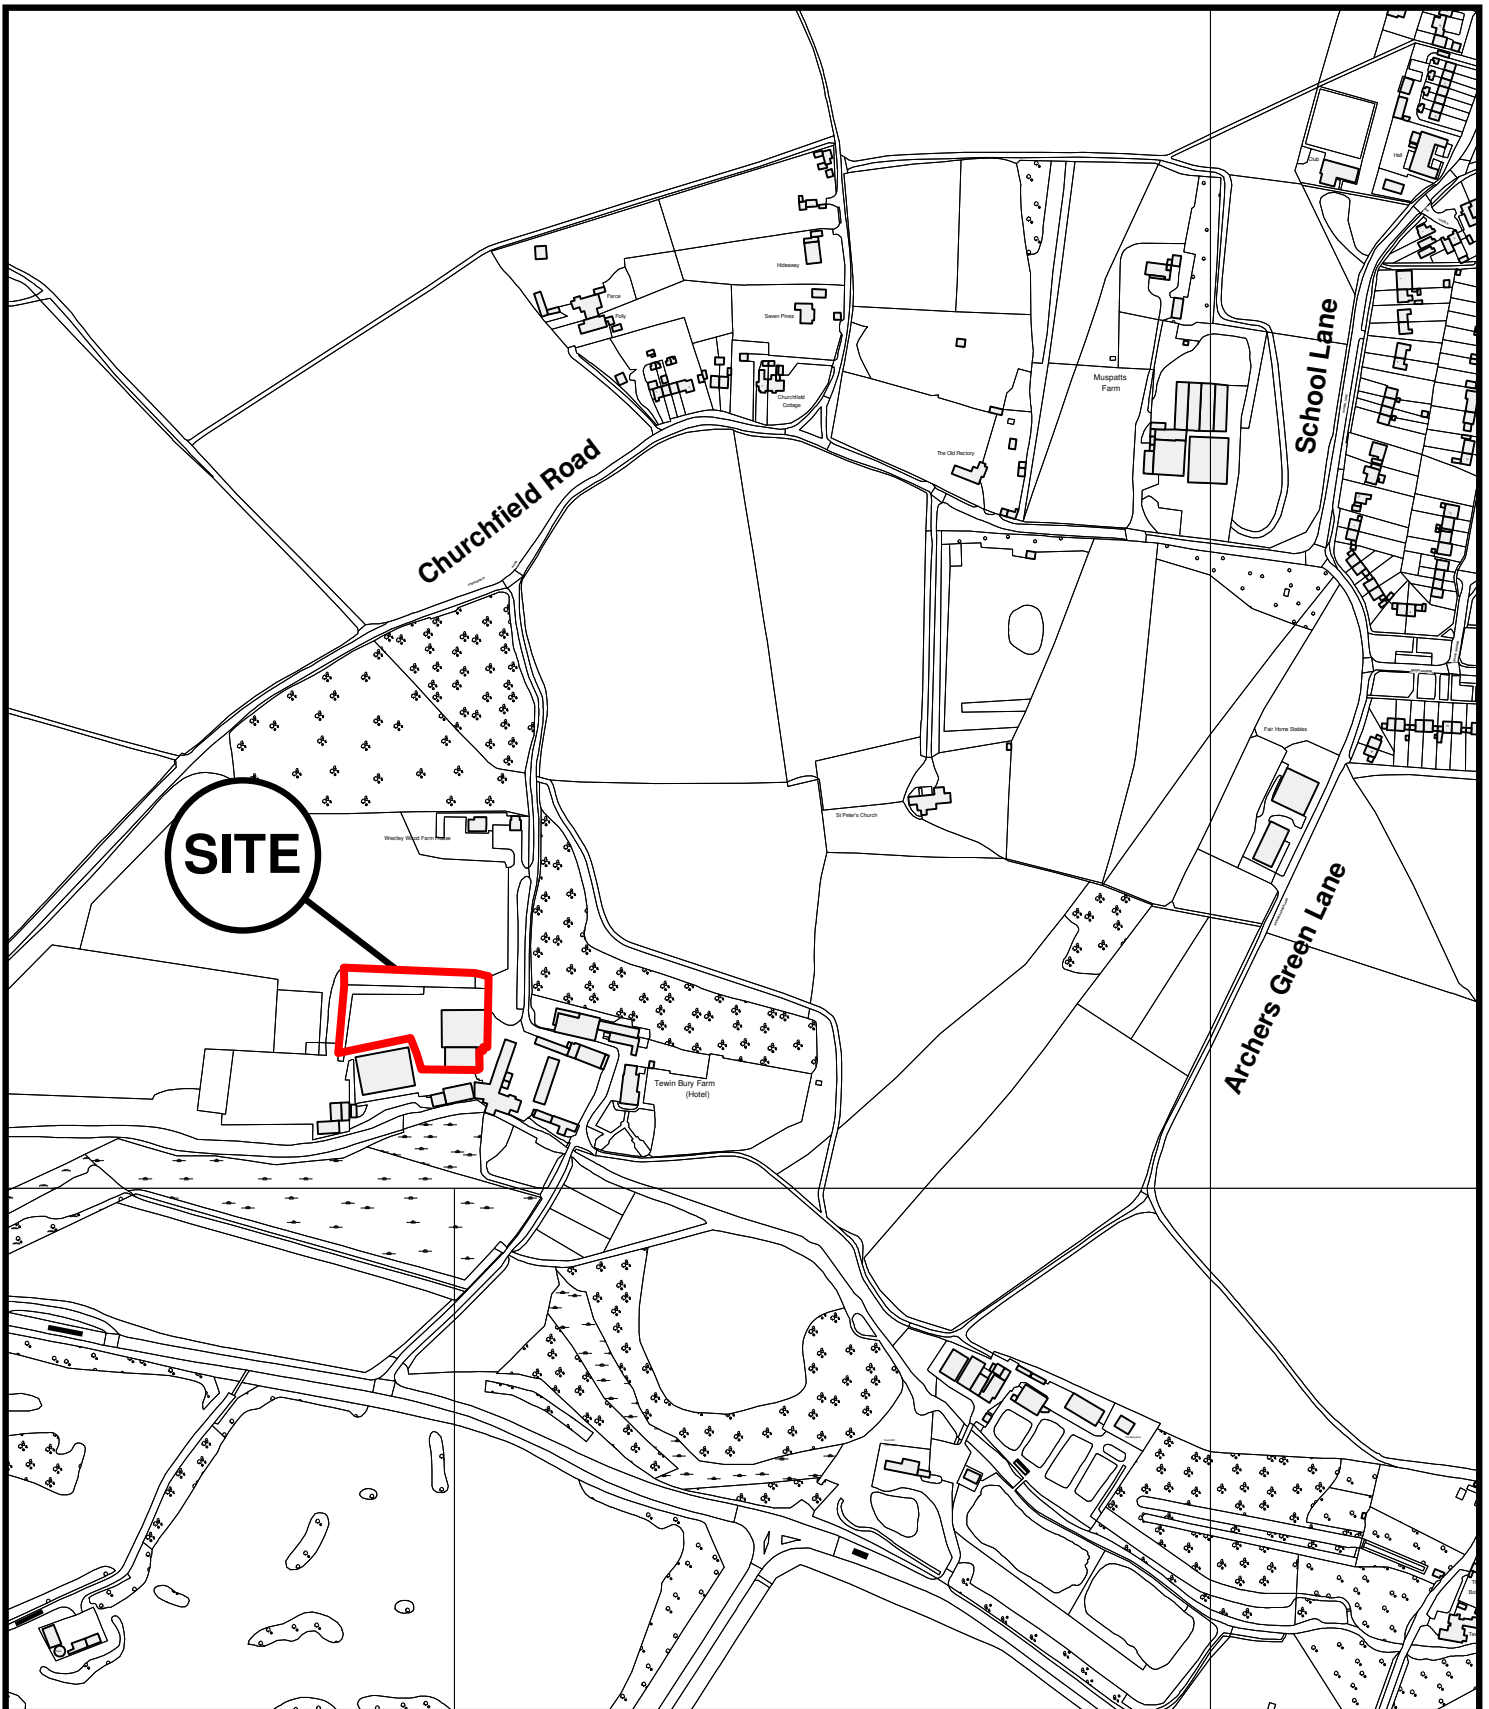 Club
Hall
Hideaway
Farce
Folly
Seven Pines
Churchfield
Cottage
Muspatts
Farm
School Lane
The Old Rectory
Churchfield Road
Fair Home Stables
St Peter's Church
SITE
Archers Green Lane
Tewin Bury Farm
(Hotel)